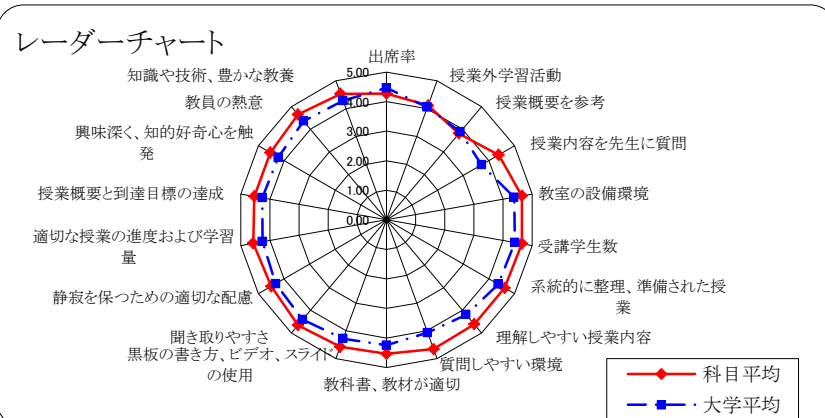 レーダーチャート
出席率
授業外学習活動
授業概要を参考
授業内容を先生に質問
教室の設備環境
受講学生数
系統的に整理、準備された授
業
理解しやすい授業内容
質問しやすい環境
教科書、教材が適切
黒板の書き方、ビデオ、スライド
の使用
聞き取りやすさ
静寂を保つための適切な配慮
適切な授業の進度および学習
量
授業概要と到達目標の達成
興味深く、知的好奇心を触
発
教員の熱意
知識や技術、豊かな教養
5.00
4.00
3.00
2.00
1.00
0.00
科目平均
大学平均